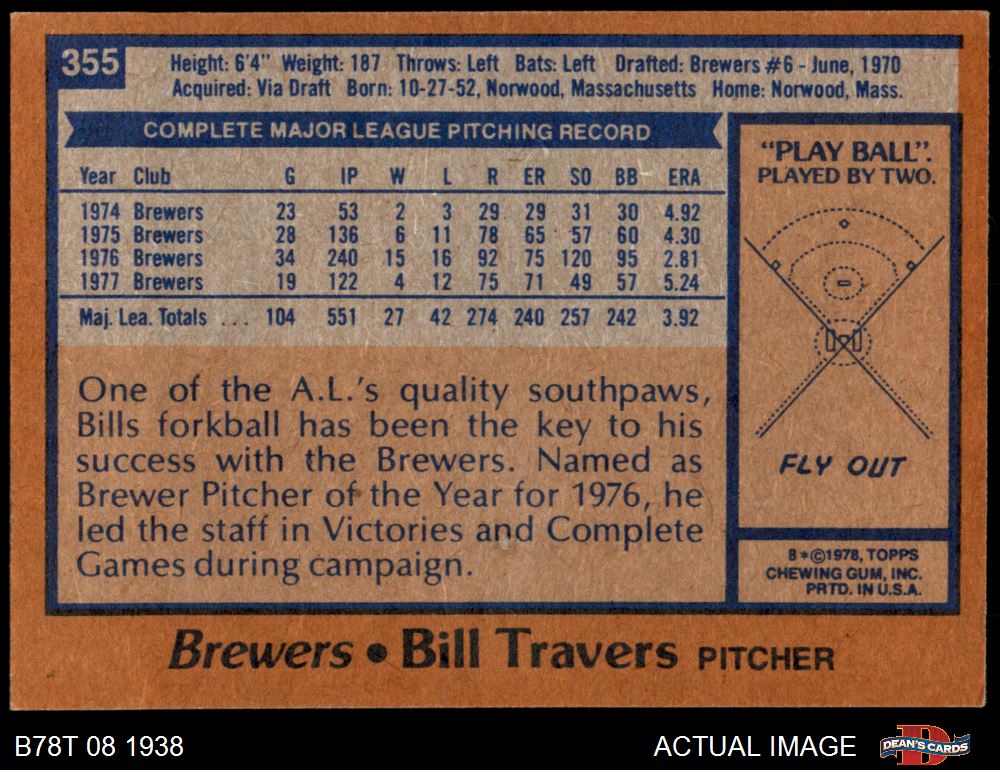 355
Height: 6'4" Weight: 187 Throws: Left Bats: Left Drafted: Brewers #6 - June, 1970
Acquired: Via Draft Born: 10-27-52, Norwood, Massachusetts Home: Norwood, Mass.
COMPLETE MAJOR LEAGUE PITCHING RECORD
Year Club G IP W L R ER SO BB ERA
1974 Brewers 23 53 2 3 29 29 31 30 4.92
1975 Brewers 28 136 6 11 78 65 57 60 4.30
1976 Brewers 34 240 15 16 92 75 120 95 2.81
1977 Brewers 19 122 4 12 75 71 49 57 5.24
Maj. Lea. Totals ... 104 551 27 42 274 240 257 242 3.92
One of the A.L.'s quality southpaws,
Bills forkball has been the key to his
success with the Brewers. Named as
Brewer Pitcher of the Year for 1976, he
led the staff in Victories and Complete
Games during campaign.
"PLAY BALL".
PLAYED BY TWO.
FLY OUT
8*©1978, TOPPS
CHEWING GUM, INC.
PRTD. IN U.S.A.
Brewers • Bill Travers PITCHER
B78T 08 1938
ACTUAL IMAGE
DEAN'S CARDS